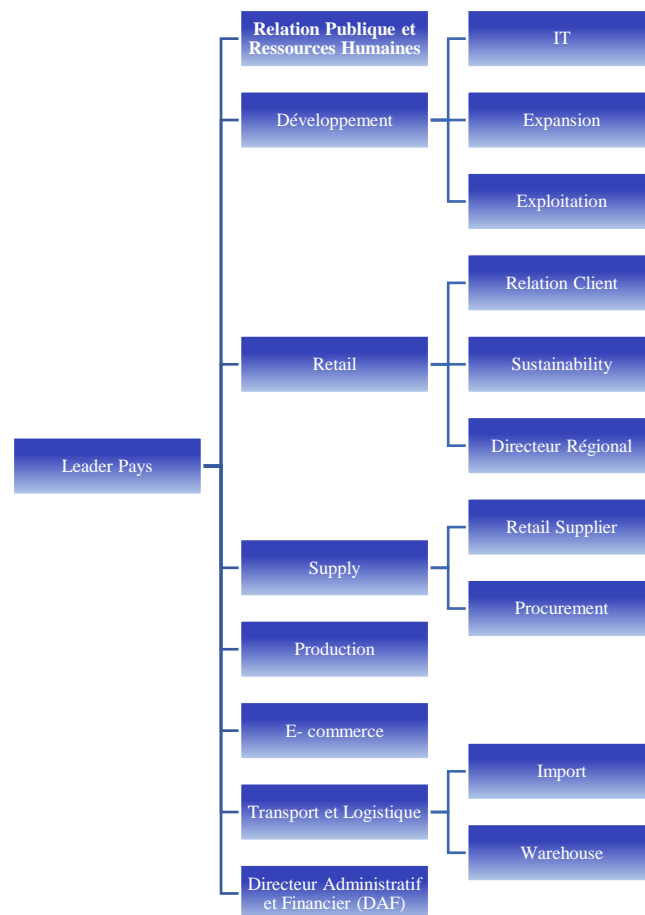 Relation Publique et
Ressources Humaines
IT
Développement
Expansion
Exploitation
Relation Client
Retail
Sustainability
Directeur Régional
Leader Pays
Retail Supplier
Supply
Procurement
Production
E- commerce
Import
Transport et Logistique
Warehouse
Directeur Administratif
et Financier (DAF)